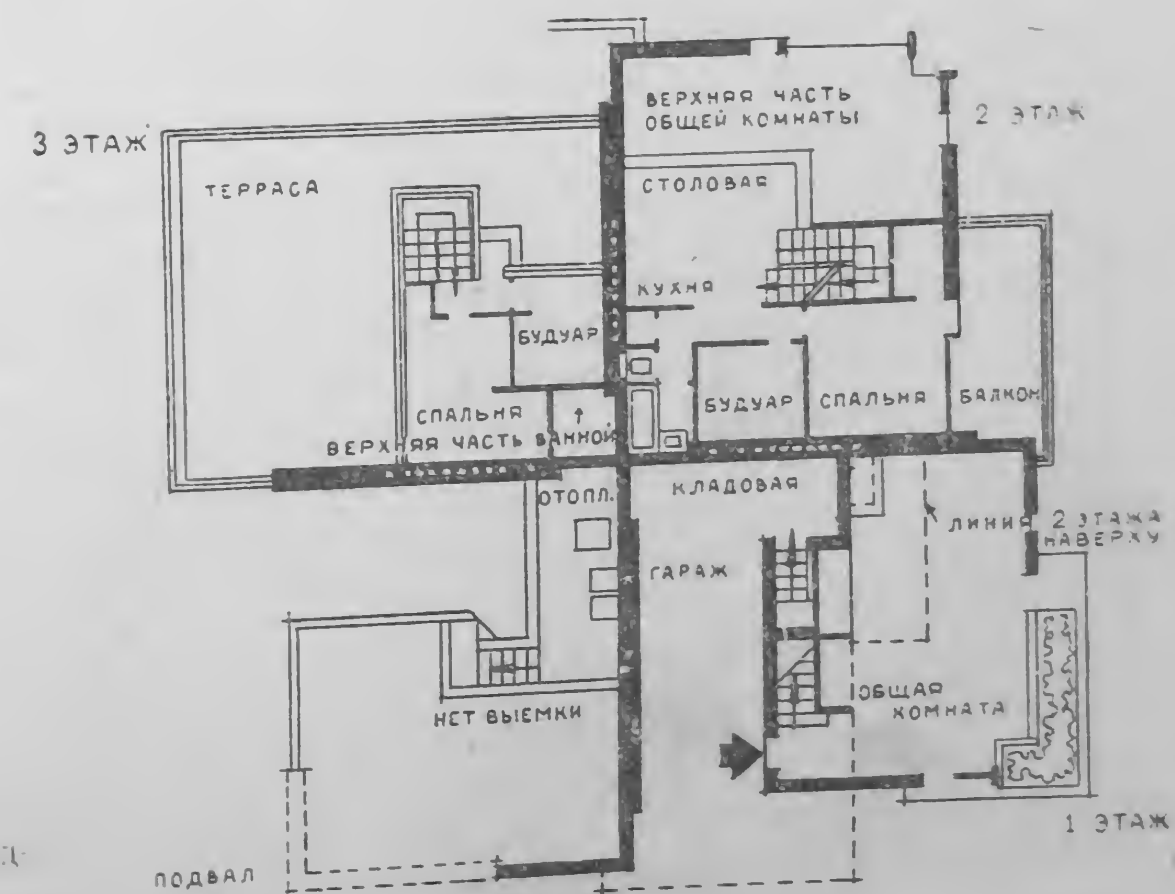 3 ЭТАЖ
ТЕРРАСА
БУДУАР
СПАЛЬНЯ
ВЕРХНЯЯ ЧАСТЬ ВАННОЙ
ВЕРХНЯЯ ЧАСТЬ
ОБЩЕЙ КОМНАТЫ
2 ЭТАЖ
СТОЛОВАЯ
КУХНЯ
БУДУАР
СПАЛЬНЯ
БАЛКОН
ОТОПЛ.
НЕТ ВЫЕМКИ
ПОДВАЛ
КЛАДОВАЯ
ГАРАЖ
ЛИНИЯ 2 ЭТАЖА
НАВЕРХУ
ОБЩАЯ
КОМНАТА
1 ЭТАЖ